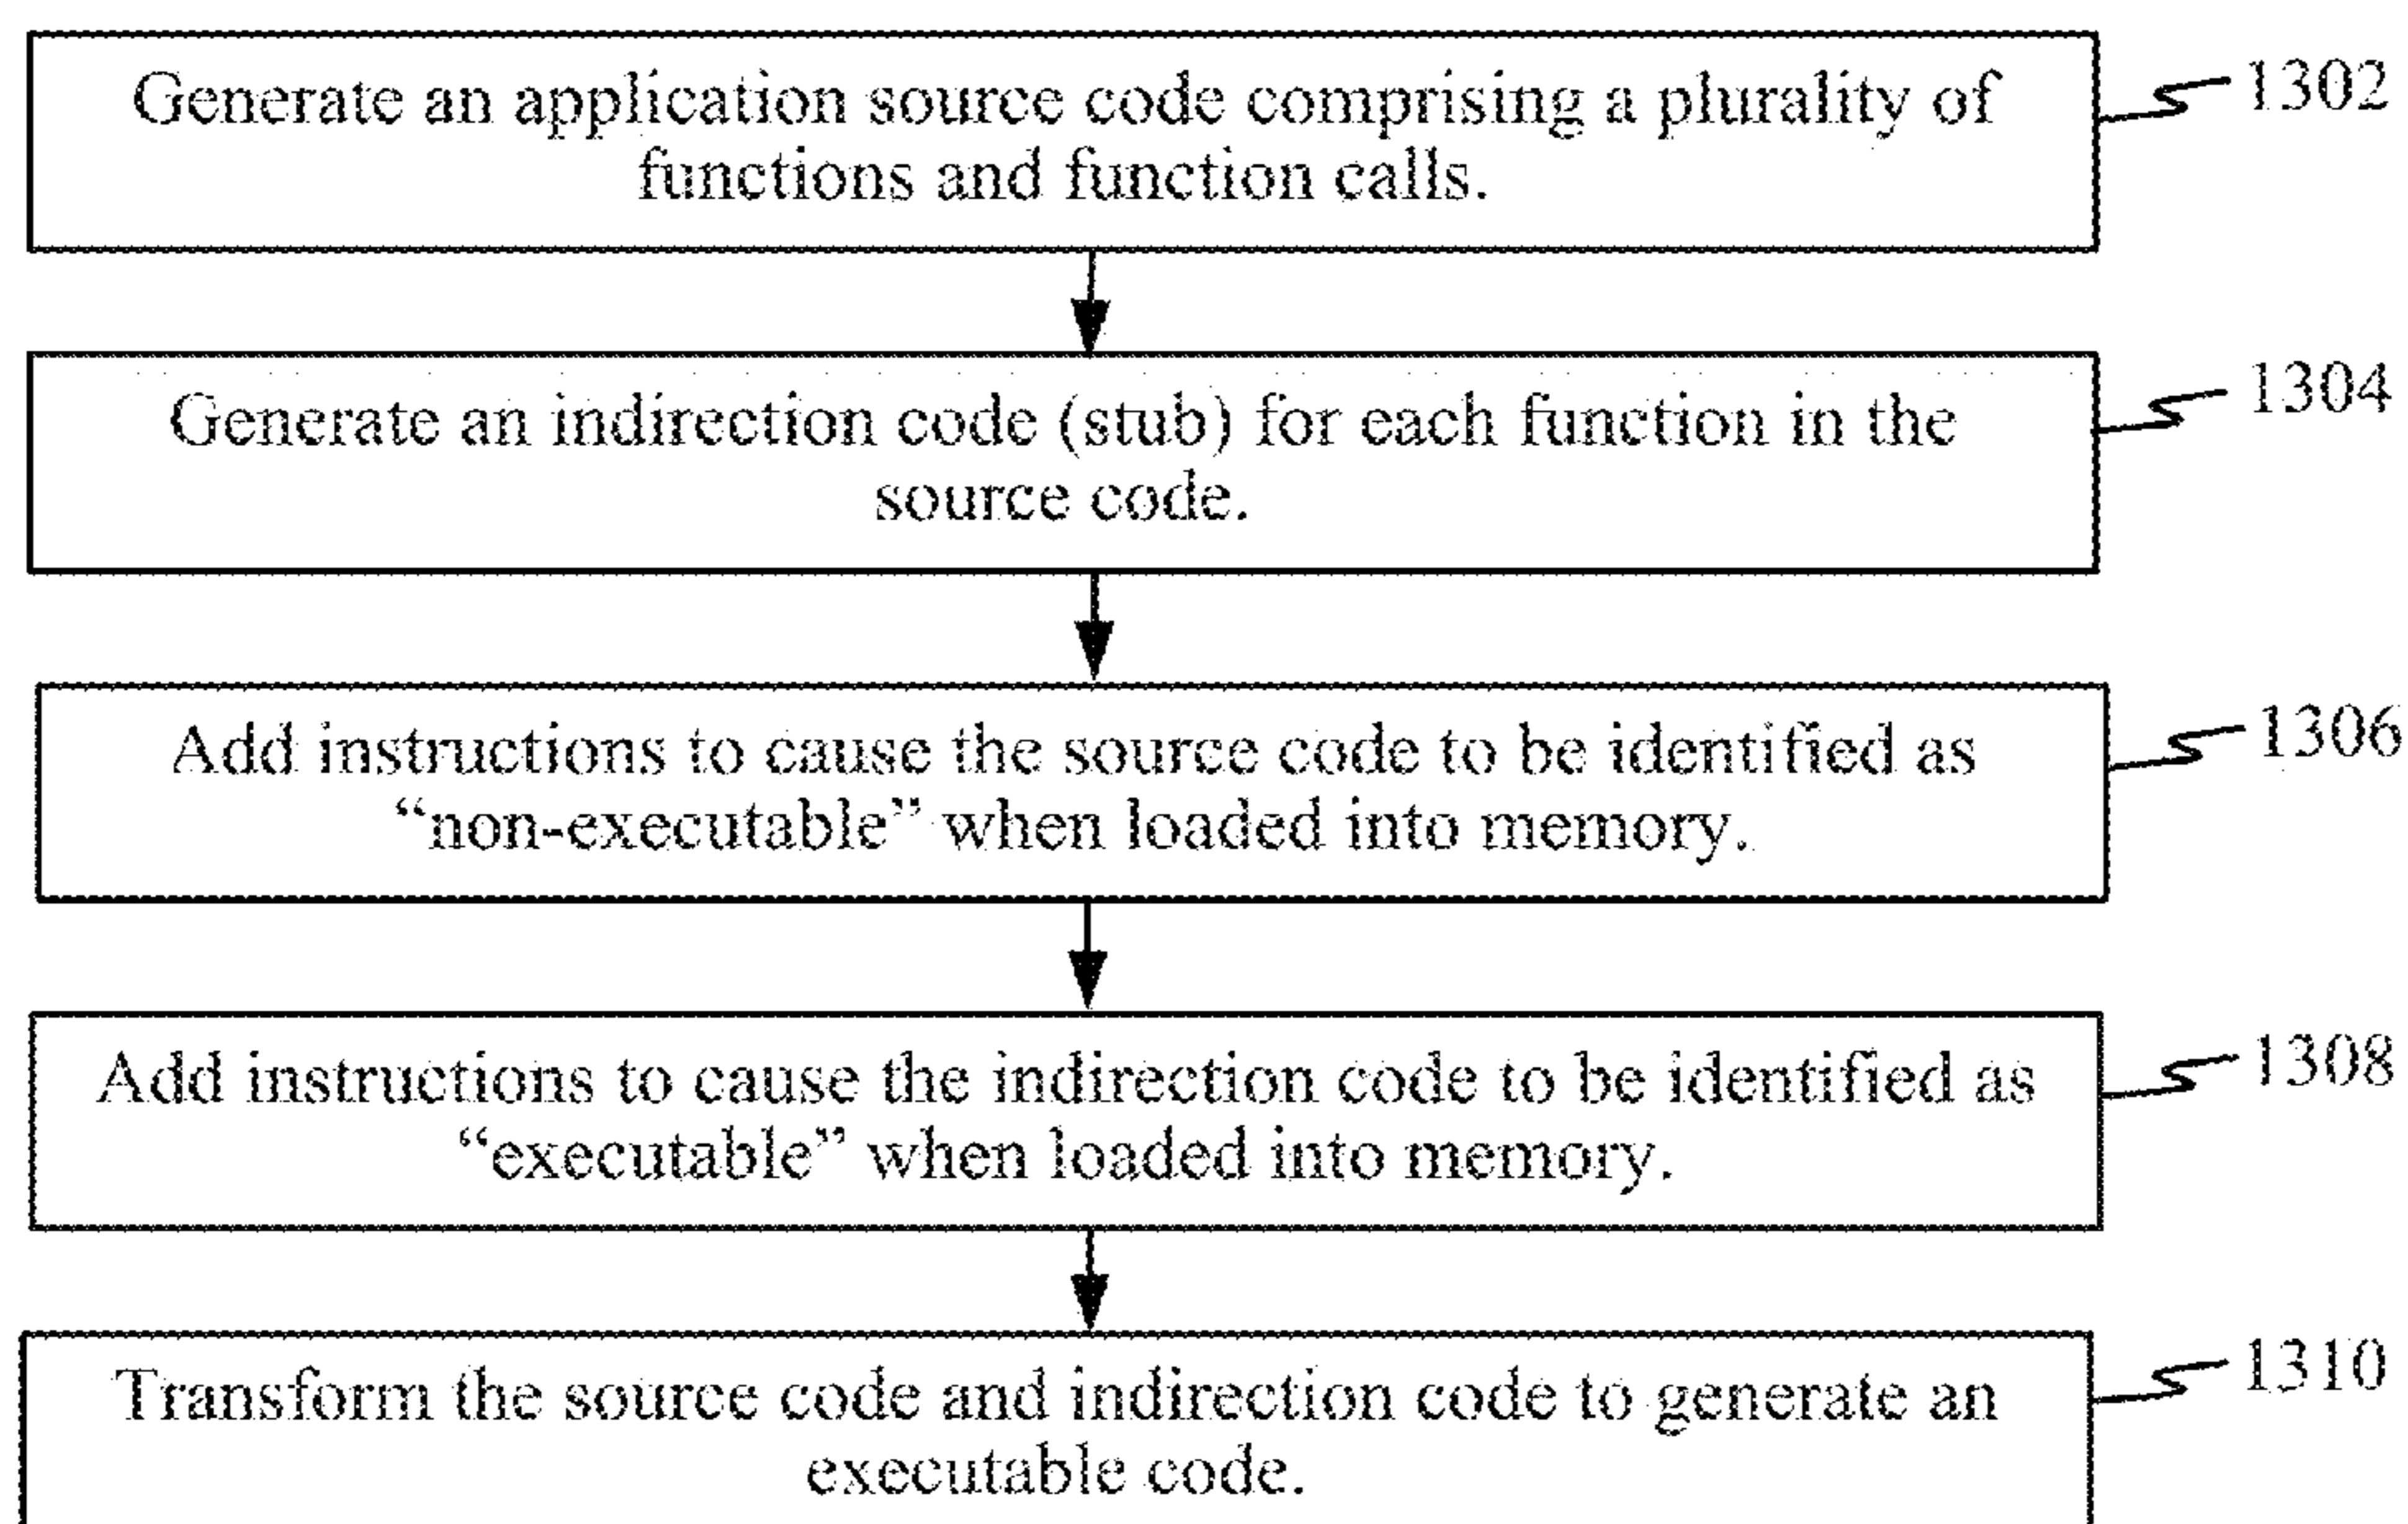 Generate an application source code comprising a plurality of
functions and function calls.
1302
Generate an indirection code (stub) for each function in the
source code.
1304
Add instructions to cause the source code to be identified as
“non-executable” when loaded into memory.
1306
Add instructions to cause the indirection code to be identified as
“executable” when loaded into memory.
1308
Transform the source code and indirection code to generate an
executable code.
1310